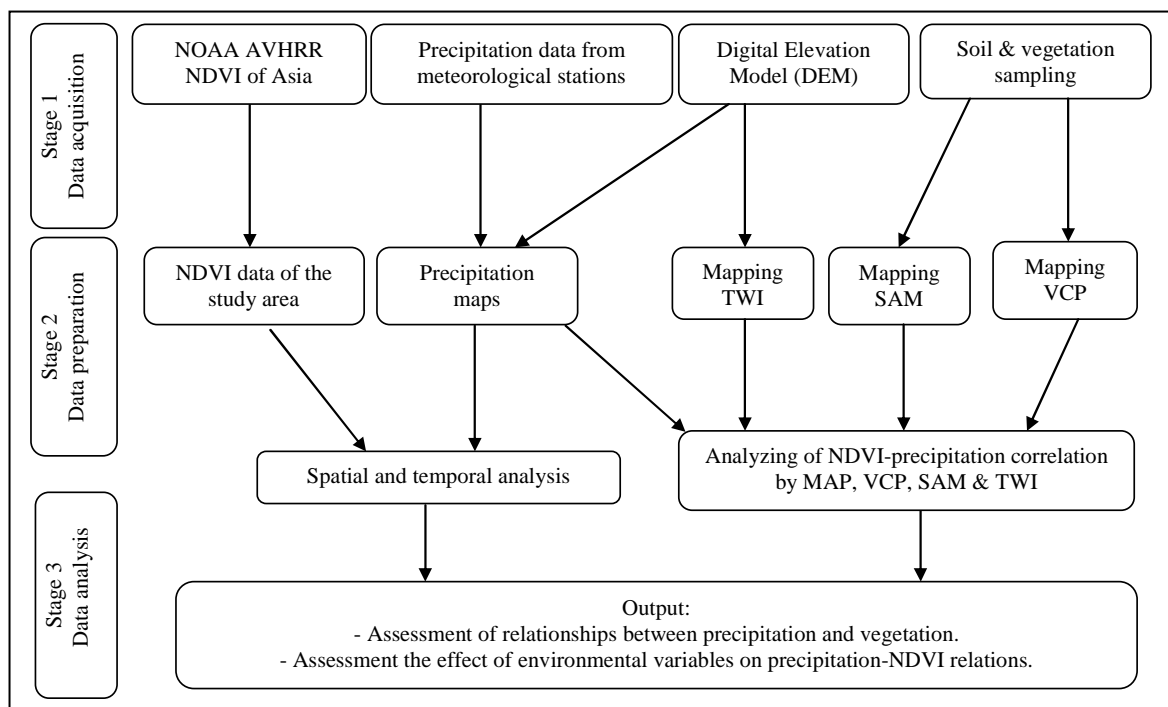 Stage 1
Data acquisition
NOAA AVHRR
NDVI of Asia
Precipitation data from
meteorological stations
Digital Elevation
Model (DEM)
Soil & vegetation
sampling
Stage 2
Data preparation
NDVI data of the
study area
Precipitation
maps
Mapping
TWI
Mapping
SAM
Mapping
VCP
Spatial and temporal analysis
Analyzing of NDVI-precipitation correlation
by MAP, VCP, SAM & TWI
Stage 3
Data analysis
Output:
- Assessment of relationships between precipitation and vegetation.
- Assessment the effect of environmental variables on precipitation-NDVI relations.